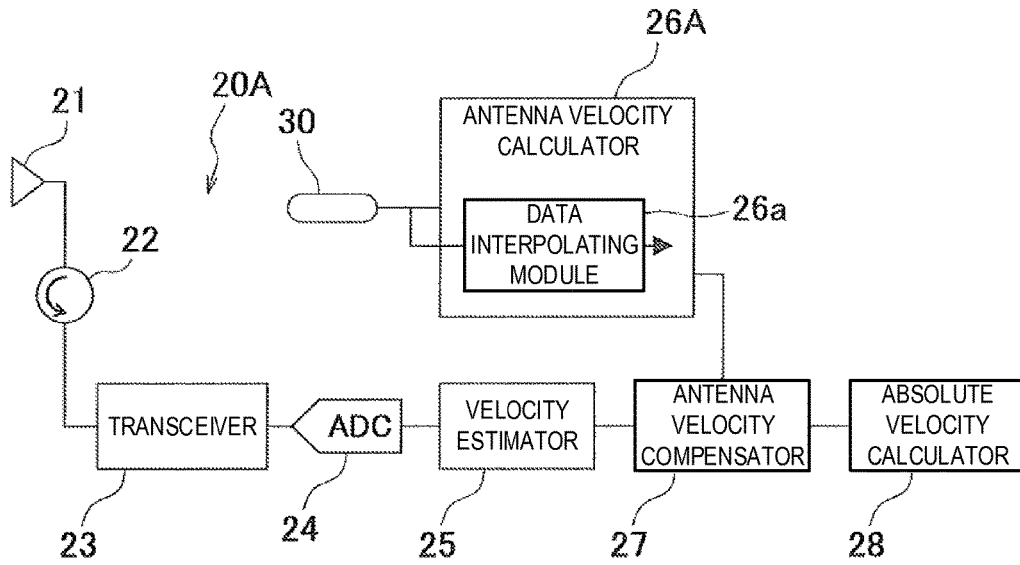 26A
20A
21
30
ANTENNA VELOCITY
CALCULATOR
26a
DATA
INTERPOLATING
MODULE
22
TRANSCEIVER
ADC
VELOCITY
ESTIMATOR
ANTENNA
VELOCITY
COMPENSATOR
ABSOLUTE
VELOCITY
CALCULATOR
23
24
25
27
28